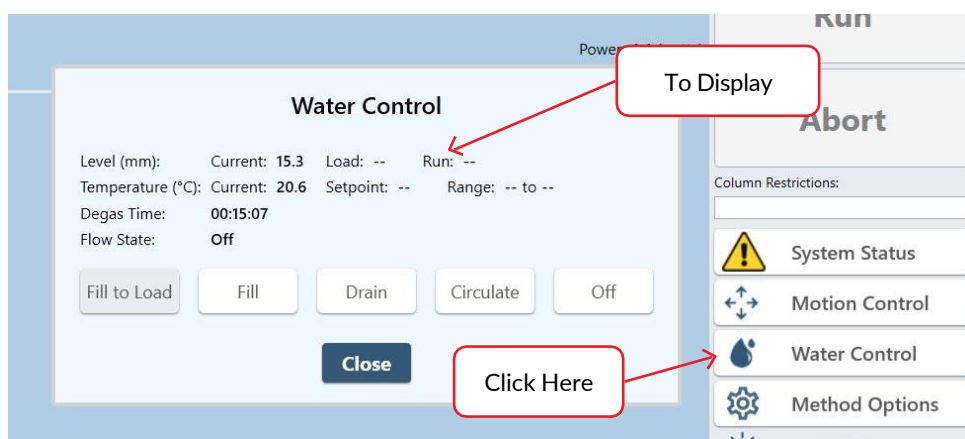 Run
Power
To Display
Water Control
Level (mm): Current: 15.3 Load: -- Run: --
Temperature (°C): Current: 20.6 Setpoint: -- Range: -- to --
Degas Time: 00:15:07
Flow State: Off
Fill to Load Fill Drain Circulate Off
Close
Click Here
Abort
Column Restrictions:
System Status
Motion Control
Water Control
Method Options